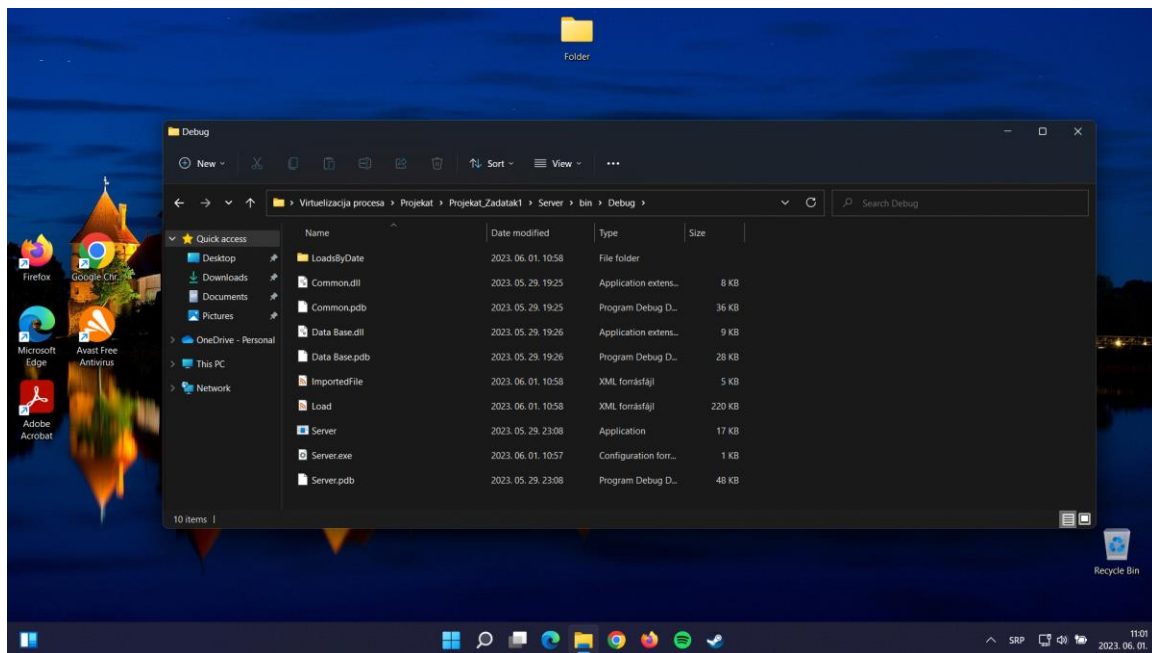 Folder
Debug
New
Sort
View
Virtuelizacija procesa > Projekat > Projekat_Zadatak1 > Server > bin > Debug >
Search Debug
Quick access
Desktop
Downloads
Documents
Pictures
OneDrive - Personal
This PC
Network
Name Date modified Type Size
LoadsByDate 2023. 06. 01. 10:58 File folder
Common.dll 2023. 05. 29. 19:25 Application extens... 8 KB
Common.pdb 2023. 05. 29. 19:25 Program Debug D... 36 KB
Data Base.dll 2023. 05. 29. 19:26 Application extens... 9 KB
Data Base.pdb 2023. 05. 29. 19:26 Program Debug D... 28 KB
ImportedFile 2023. 06. 01. 10:58 XML forrásfájl 5 KB
Load 2023. 06. 01. 10:58 XML forrásfájl 220 KB
Server 2023. 05. 29. 23:08 Application 17 KB
Server.exe 2023. 06. 01. 10:57 Configuration forr... 1 KB
Server.pdb 2023. 05. 29. 23:08 Program Debug D... 48 KB
10 items
Firefox
Google Chr...
Microsoft
Edge
Avast Free
Antivirus
Adobe
Acrobat
Recycle Bin
SRP
11:01
2023. 06. 01.